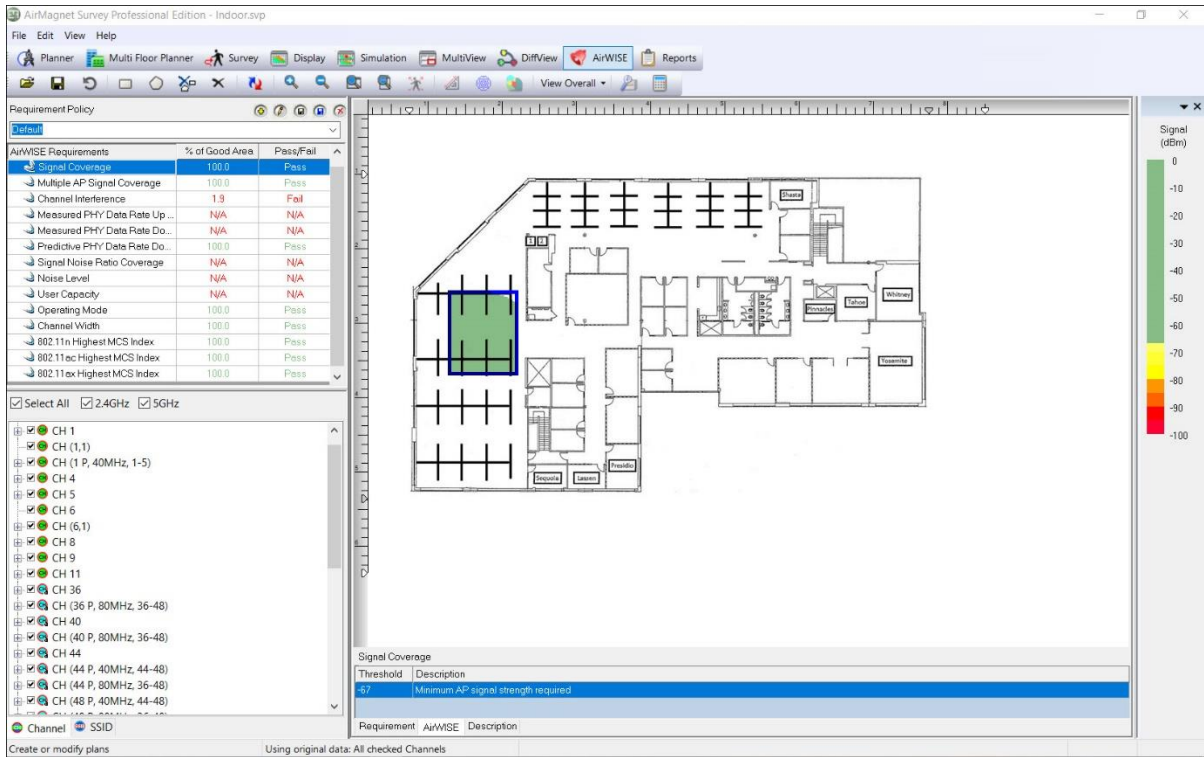 AirMagnet Survey Professional Edition - Indoor.svp
File Edit View Help
Planner Multi Floor Planner Survey Display Simulation MultiView DiffView AirWISE Reports
View Overall
Requirement Policy
Default
AirWISE Requirements % of Good Area Pass/Fail
Signal Coverage 100.0 Pass
Multiple AP Signal Coverage 100.0 Pass
Channel Interference 1.9 Fail
Measured PHY Data Rate Up ... N/A N/A
Measured PHY Data Rate Do... N/A N/A
Predictive PHY Data Rate Do... 100.0 Pass
Signal Noise Ratio Coverage N/A N/A
Noise Level N/A N/A
User Capacity N/A N/A
Operating Mode 100.0 Pass
Channel Width 100.0 Pass
802.11n Highest MCS Index 100.0 Pass
802.11ac Highest MCS Index 100.0 Pass
802.11ax Highest MCS Index 100.0 Pass
Select All 2.4GHz 5GHz
CH 1
CH (1,1)
CH (1 P, 40MHz, 1-5)
CH 4
CH 5
CH 6
CH (6,1)
CH 8
CH 9
CH 11
CH 36
CH (36 P, 80MHz, 36-48)
CH 40
CH (40 P, 80MHz, 36-48)
CH 44
CH (44 P, 40MHz, 44-48)
CH (44 P, 80MHz, 36-48)
CH (48 P, 40MHz, 44-48)
Channel SSID
Create or modify plans
Using original data: All checked Channels
Shasta
Whitney
Tahoe
Pinnacles
Yosemite
Presidio
Sequoia
Lassen
Signal Coverage
Threshold Description
-67 Minimum AP signal strength required
Requirement AirWISE Description
Signal
(dBm)
0
-10
-30
-40
-50
-60
-70
-80
-90
-100